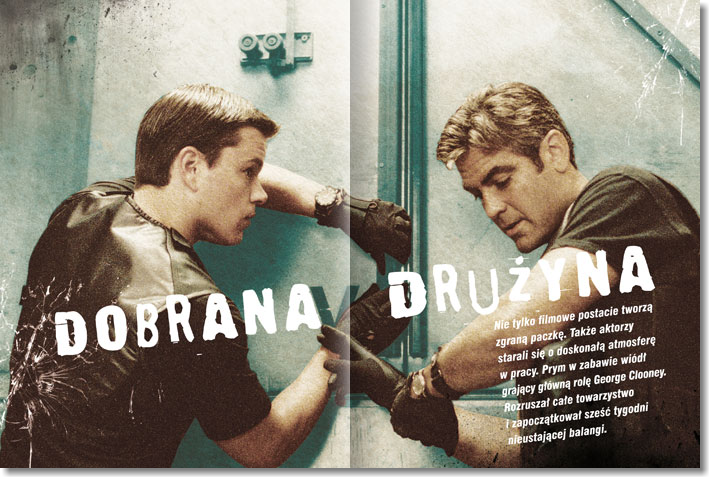 DOBRANA DRUŻYNA
Nie tylko filmowe postacie tworzą
zgraną paczkę. Także aktorzy
starali się o doskonałą atmosferę
w pracy. Prym w zabawie wiódł
grający główną rolę George Clooney.
Rozruszał całe towarzystwo
i zapoczątkował sześć tygodni
nieustającej balangi.